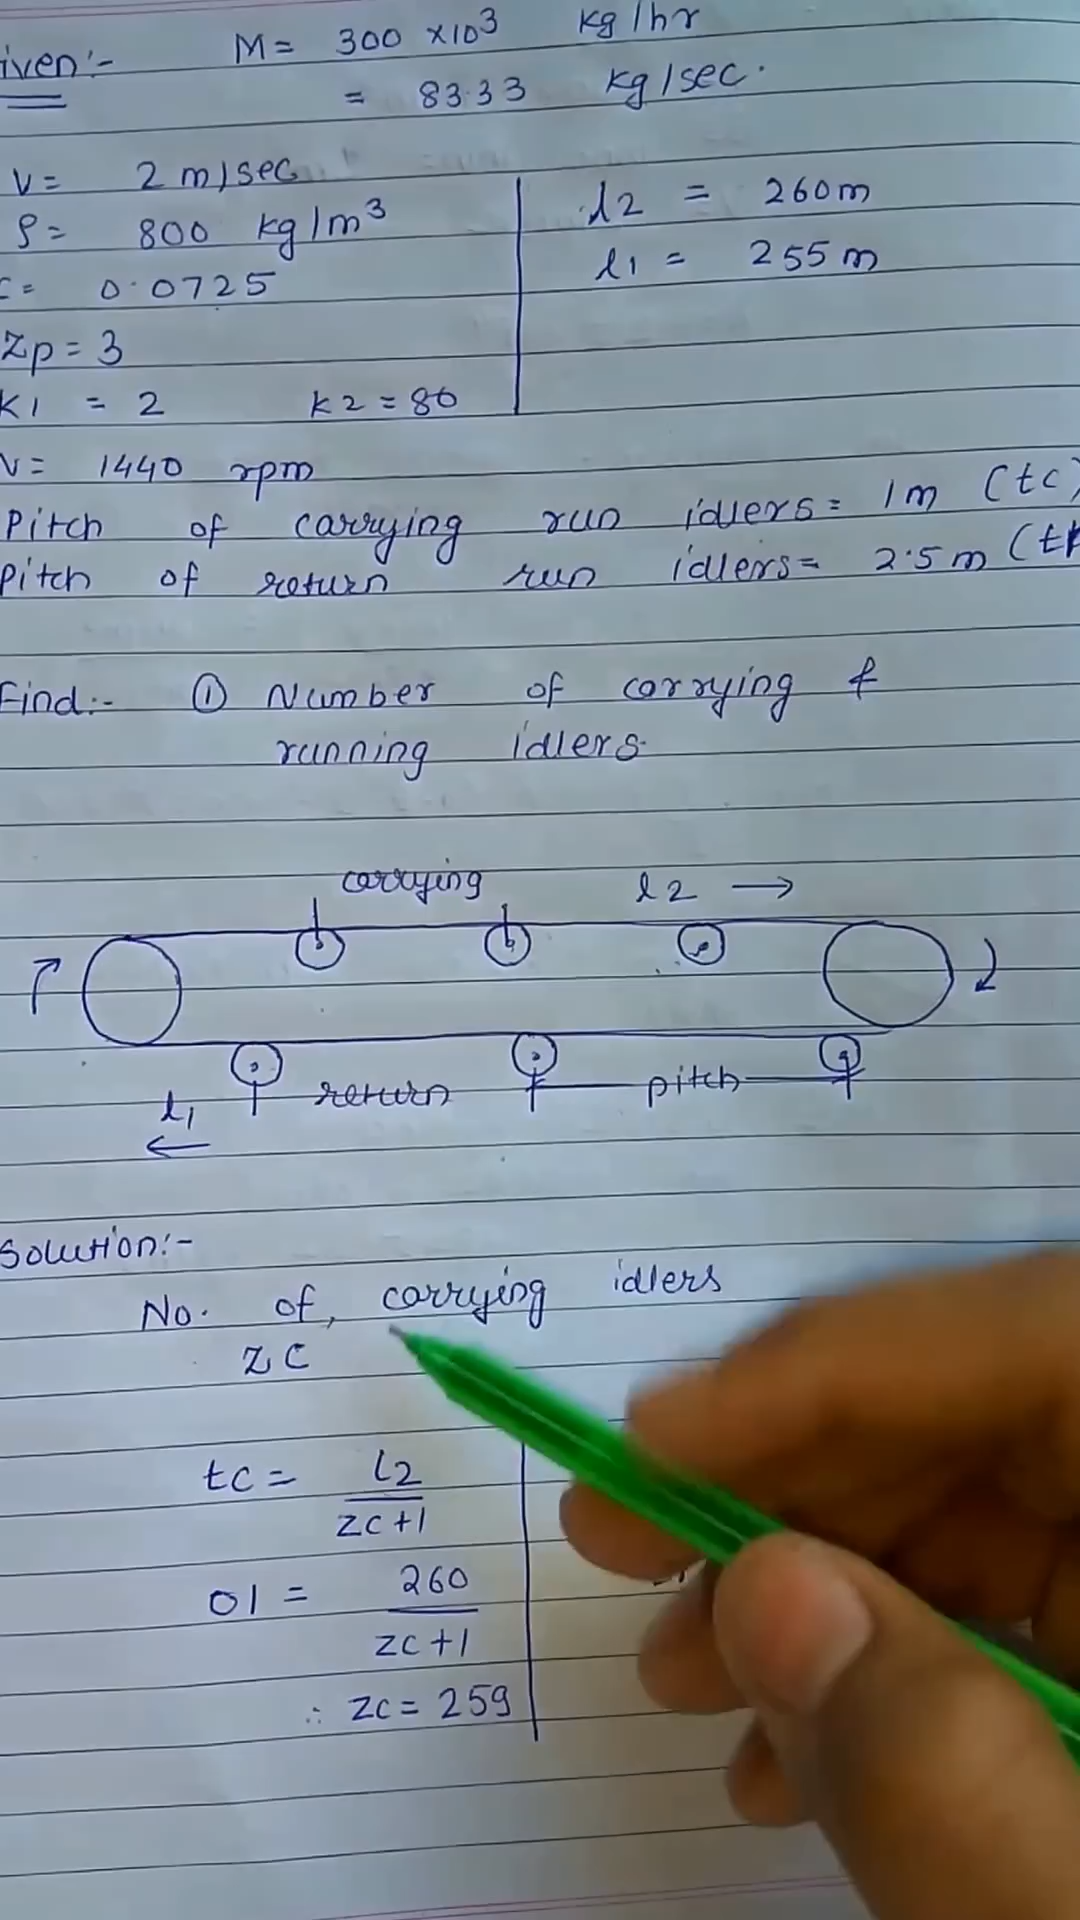 iven:- M = 300 ×10³ kg/hr
= 83.33 kg/sec.
V = 2 m/sec
ρ = 800 kg/m³
= 0.0725
Zp = 3
K1 = 2 K2 = 80
l2 = 260m
l1 = 255m
V = 1440 rpm
Pitch of carrying run idlers = 1m (tc)
Pitch of return run idlers = 2.5m (t
Find:- ① Number of carrying &
running idlers.
carrying l2 →
l1 return pitch
←
Solution:-
No. of, carrying idlers
ZC
tc = l2 / ZC+1
01 = 260 / ZC+1
∴ ZC = 259